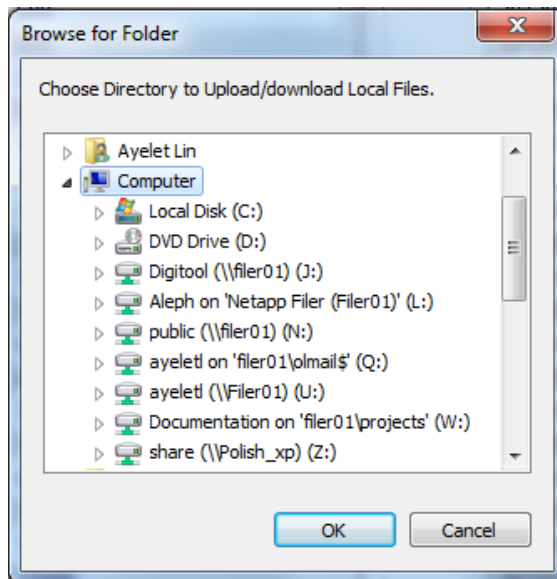 Browse for Folder
Choose Directory to Upload/download Local Files.
Ayelet Lin
Computer
Local Disk (C:)
DVD Drive (D:)
Digitool (\\filer01) (J:)
Aleph on 'Netapp Filer (Filer01)' (L:)
public (\\filer01) (N:)
ayeletl on 'filer01\olmail$' (Q:)
ayeletl (\\Filer01) (U:)
Documentation on 'filer01\projects' (W:)
share (\\Polish_xp) (Z:)
OK Cancel